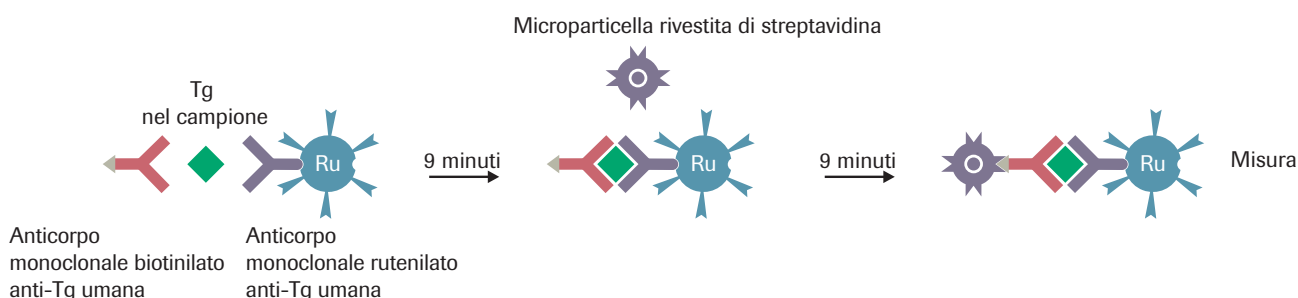 Microparticella rivestita di streptavidina
Tg
nel campione
Ru
9 minuti
Ru
9 minuti
Ru
Misura
Anticorpo
monoclonale biotinilato
anti-Tg umana
Anticorpo
monoclonale rutenilato
anti-Tg umana